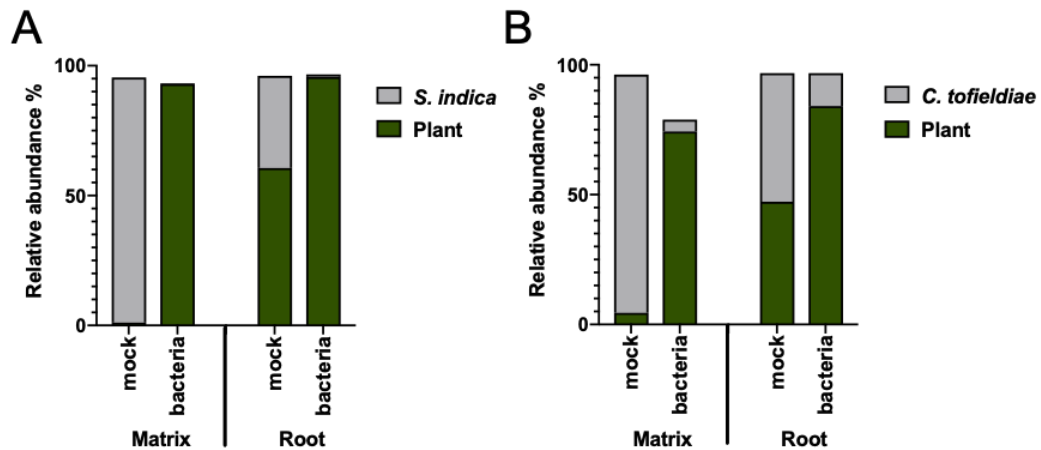 A
Relative abundance %
100
50
0
mock
bacteria
mock
bacteria
Matrix
Root
S. indica
Plant
B
Relative abundance %
100
50
0
mock
bacteria
mock
bacteria
Matrix
Root
C. tofieldiae
Plant